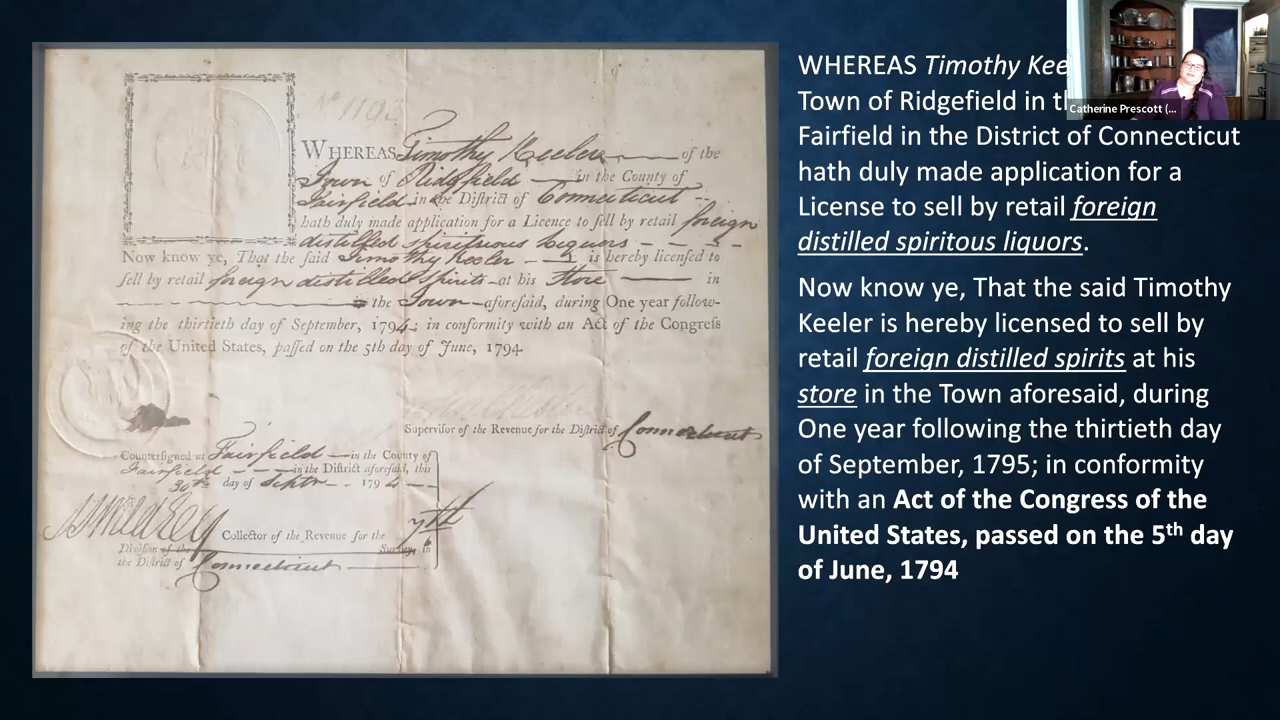 Nº 1192
WHEREAS Timothy Keeler of the
Town of Ridgefield in the County of
Fairfield in the District of Connecticut
hath duly made application for a Licence to sell by retail foreign
distilled spirituous liquors
Now know ye, That the said Timothy Keeler is hereby licensed to
sell by retail foreign distilled spirits at his Store in
in the Town aforesaid, during One year follow-
ing the thirtieth day of September, 1794; in conformity with an Act of the Congress
of the United States, passed on the 5th day of June, 1794.
Supervisor of the Revenue for the District of Connecticut
Countersigned at Fairfield in the County of
Fairfield in the District aforesaid, this
30th day of Septr 1794
Collector of the Revenue for the 7th
Division of the Survey, in
the District of Connecticut
WHEREAS Timothy Kee
Town of Ridgefield in th
Fairfield in the District of Connecticut
hath duly made application for a
License to sell by retail foreign
distilled spiritous liquors.
Now know ye, That the said Timothy
Keeler is hereby licensed to sell by
retail foreign distilled spirits at his
store in the Town aforesaid, during
One year following the thirtieth day
of September, 1795; in conformity
with an Act of the Congress of the
United States, passed on the 5th day
of June, 1794
Catherine Prescott (...